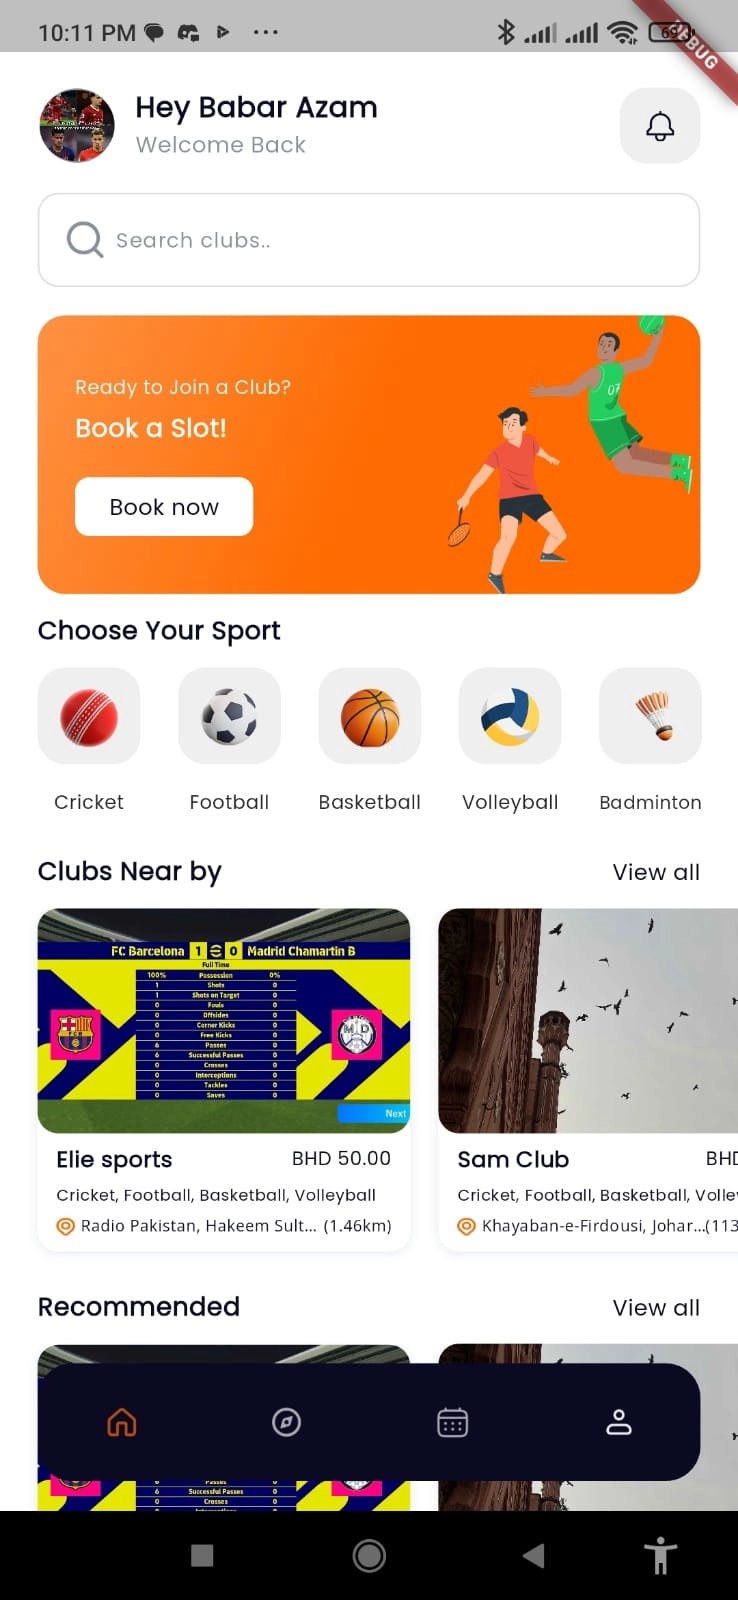 10:11 PM
69
DEBUG
Hey Babar Azam
Welcome Back
Search clubs..
Ready to Join a Club?
Book a Slot!
Book now
07
Choose Your Sport
Cricket Football Basketball Volleyball Badminton
Clubs Near by View all
FC Barcelona 1 0 Madrid Chamartin B
Full Time
100% Possession 0%
1 Shots 0
1 Shots on Target 0
0 Fouls 0
0 Offsides 0
0 Corner Kicks 0
0 Free Kicks 0
6 Passes 0
6 Successful Passes 0
0 Crosses 0
0 Interceptions 0
0 Tackles 0
0 Saves 0
Next
Elie sports BHD 50.00
Cricket, Football, Basketball, Volleyball
Radio Pakistan, Hakeem Sult... (1.46km)
Sam Club BHD
Cricket, Football, Basketball, Volley
Khayaban-e-Firdousi, Johar...(113
Recommended View all
6 Passes 0
6 Successful Passes 0
0 Crosses 0